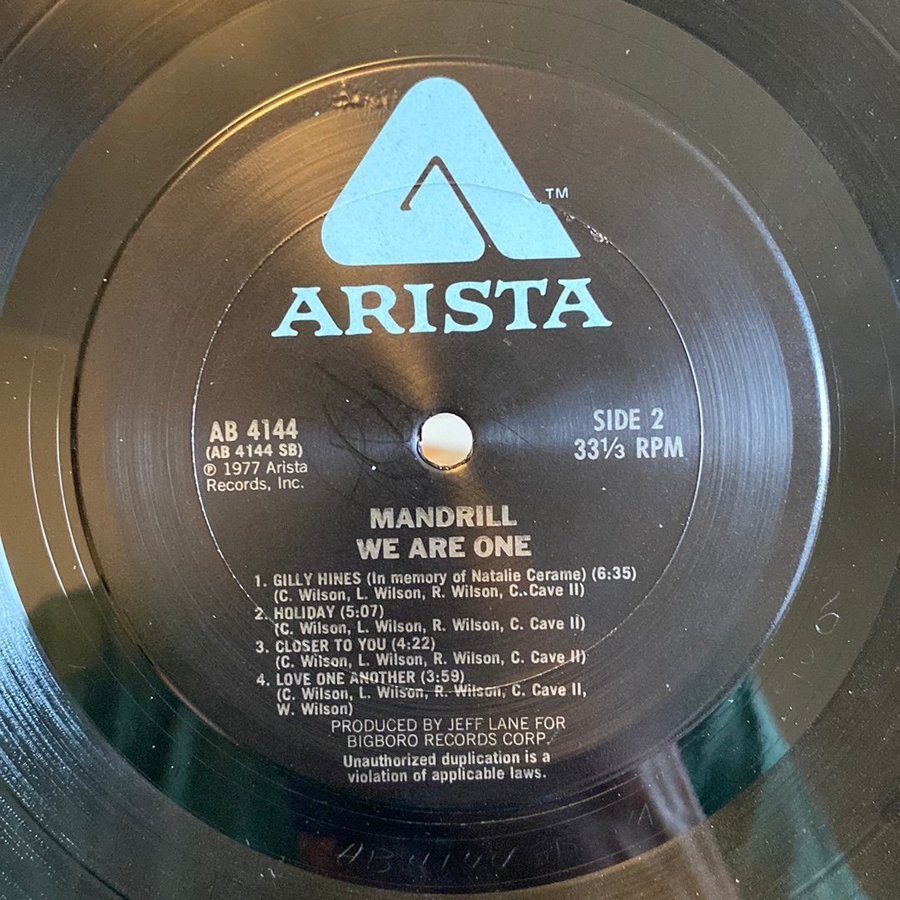 TM
ARISTA
AB 4144
(AB 4144 SB)
℗ 1977 Arista
Records, Inc.
SIDE 2
33⅓ RPM
MANDRILL
WE ARE ONE
1. GILLY HINES (In memory of Natalie Cerame) (6:35)
(C. Wilson, L. Wilson, R. Wilson, C. Cave II)
2. HOLIDAY (5:07)
(C. Wilson, L. Wilson, R. Wilson, C. Cave II)
3. CLOSER TO YOU (4:22)
(C. Wilson, L. Wilson, R. Wilson, C. Cave II)
4. LOVE ONE ANOTHER (3:59)
(C. Wilson, L. Wilson, R. Wilson, C. Cave II,
W. Wilson)
PRODUCED BY JEFF LANE FOR
BIGBORO RECORDS CORP.
Unauthorized duplication is a
violation of applicable laws.
AB 4144